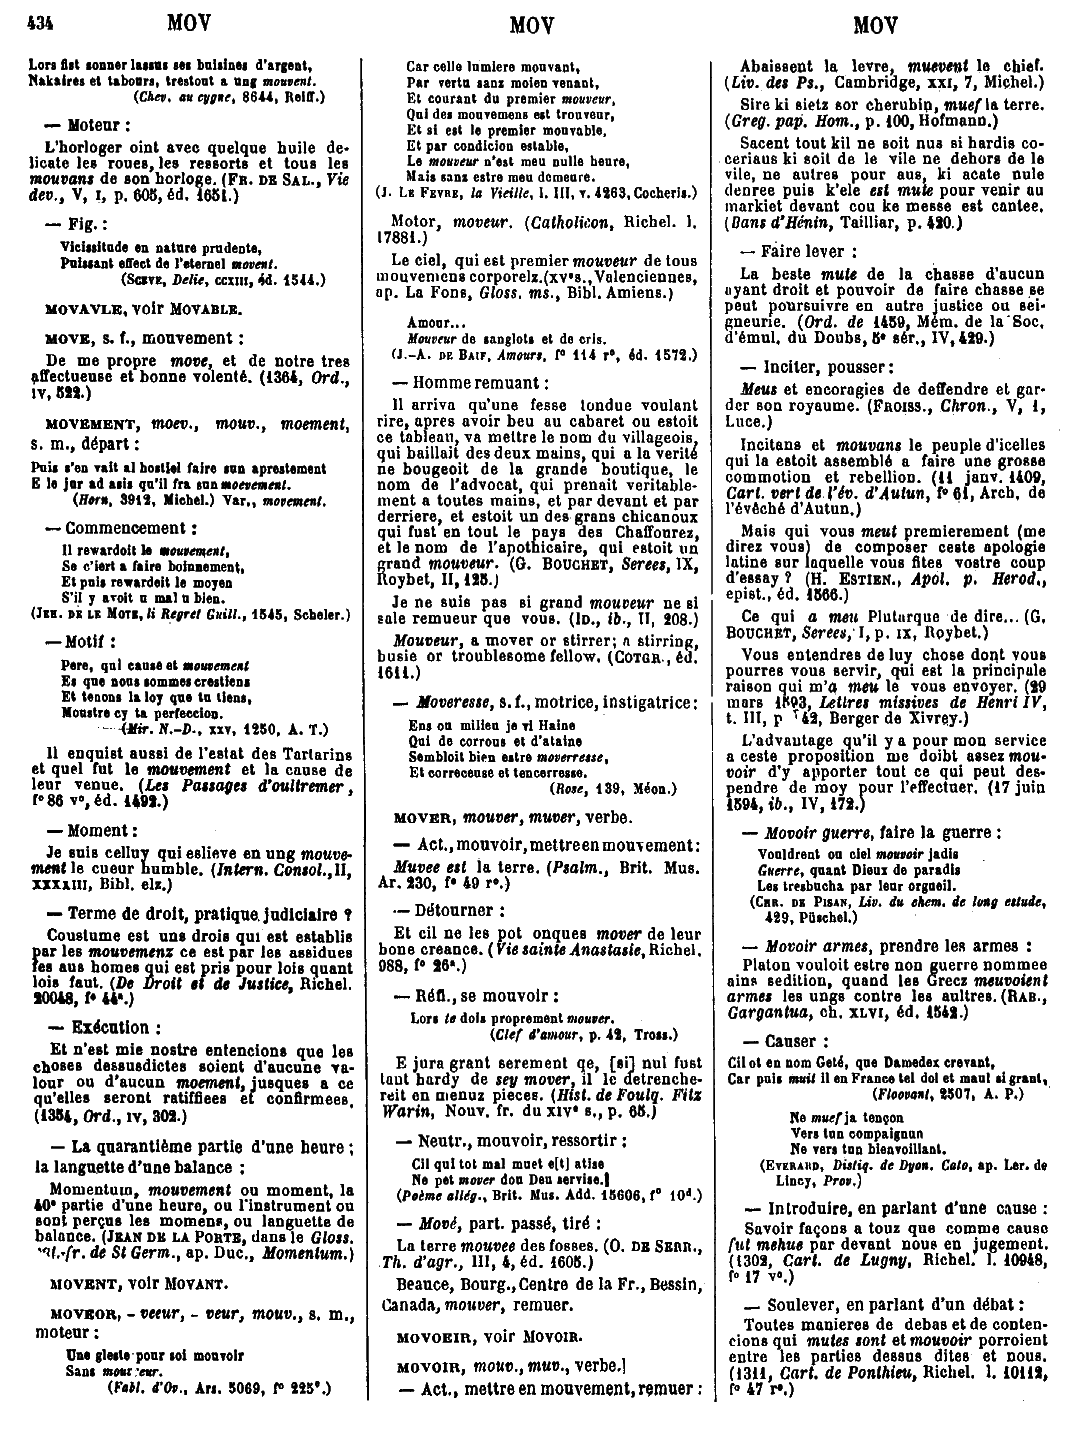 434 MOV MOV MOV
Lors fist sonner lassus ses buisines d'argent,
Nakaires et tabours, trestout a ung mouvent.
(Chev. au cygne, 8644, Reiff.)
— Moteur :
L'horloger oint avec quelque huile de-
licate les roues, les ressorts et tous les
mouvans de son horloge. (FR. DE SAL., Vie
dev., V, I, p. 605, éd. 1651.)
— Fig. :
Vicissitude en nature prudente,
Puissant effect de l'eternel movent.
(SCEVE, Delie, CCXIII, éd. 1544.)
MOVAVLE, voir MOVABLE.
MOVE, s. f., mouvement :
De me propre move, et de notre tres
affectueuse et bonne volenté. (1364, Ord.,
IV, 522.)
MOVEMENT, moev., mouv., moement,
s. m., départ :
Puis s'en vait al hostiel faire sun aprestement
E le jur ad asis qu'il fra sun moevement.
(Horn, 3912, Michel.) Var., movement.
— Commencement :
Il rewardoit le mouvement,
Se c'iert a faire boinnement,
Et puis rewardeit le moyen
S'il y avoit u mal u bien.
(JEH. DE LE MOTE, li Regret Guill., 1545, Scheler.)
— Motif :
Pere, qui cause et mouvement
Es que nous sommes crestiens
Et tenons la loy que tu tiens,
Monstre cy ta perfeccion.
(Mir. N.-D., XXV, 1250, A. T.)
Il enquist aussi de l'estat des Tartarins
et quel fut le mouvement et la cause de
leur venue. (Les Passages d'oultremer,
f° 86 v°, éd. 1492.)
— Moment :
Je suis celluy qui eslieve en ung mouve-
ment le cueur humble. (Intern. Consol., II,
XXXIII, Bibl. elz.)
— Terme de droit, pratique judiciaire ?
Coustume est uns drois qui est establis
par les mouvemenz ce est par les assidues
fes aus homes qui est pris pour lois quant
lois faut. (De Droit et de Justice, Richel.
20048, f° 44ª.)
— Exécution :
Et n'est mie nostre entencions que les
choses dessusdictes soient d'aucune va-
lour ou d'aucun moement, jusques a ce
qu'elles seront ratiffiees et confirmees.
(1354, Ord., IV, 302.)
— La quarantième partie d'une heure ;
la languette d'une balance :
Momentum, mouvement ou moment, la
40° partie d'une heure, ou l'instrument ou
sont perçus les momens, ou languette de
balance. (JEAN DE LA PORTE, dans le Gloss.
-fr. de St Germ., ap. Duc., Momentum.)
MOVENT, voir MOVANT.
MOVEOR, - veeur, - veur, mouv., s. m.,
moteur :
Une gleste pour soi mouvoir
Sans
(Fabl. d'Ov., Ars. 5069, f° 225°.)
Car celle lumiere mouvant,
Par vertu sanz moien venant,
Et courant du premier mouveur,
Qui des mouvemens est trouveur,
Et si est le premier mouvable,
Et par condicion estable,
Le mouveur n'est meu nulle heure,
Mais sans estre meu demeure.
(J. LE FEVRE, la Vieille, l. III, v. 4263, Cocheris.)
Motor, moveur. (Catholicon, Richel. l.
17881.)
Le ciel, qui est premier mouveur de tous
mouvemens corporelz. (XV° s., Valenciennes,
ap. La Fons, Gloss. ms., Bibl. Amiens.)
Amour...
Mouveur de sanglots et de cris.
(J.-A. DE BAIF, Amours, f° 114 r°, éd. 1572.)
— Homme remuant :
Il arriva qu'une fesse tondue voulant
rire, apres avoir beu au cabaret ou estoit
ce tableau, va mettre le nom du villageois,
qui baillait des deux mains, qui a la verité
ne bougeoit de la grande boutique, le
nom de l'advocat, qui prenait veritable-
ment a toutes mains, et par devant et par
derriere, et estoit un des grans chicanoux
qui fust en tout le pays des Chaffourez,
et le nom de l'apothicaire, qui estoit un
grand mouveur. (G. BOUCHET, Serees, IX,
Roybet, II, 125.)
Je ne suis pas si grand mouveur ne si
sale remueur que vous. (ID., ib., II, 208.)
Mouveur, a mover or stirrer; a stirring,
busie or troublesome fellow. (COTGR., éd.
1611.)
— Moveresse, s. f., motrice, instigatrice :
Ens ou milieu je vi Haine
Qui de corrous et d'ataine
Sembloit bien estre moverresse,
Et correceuse et tencerresse.
(Rose, 139, Méon.)
MOVER, mouver, muver, verbe.
— Act., mouvoir, mettre en mouvement :
Muvee est la terre. (Psalm., Brit. Mus.
Ar. 230, f° 49 r°.)
— Détourner :
Et cil ne les pot onques mover de leur
bone creance. (Vie sainte Anastasie, Richel.
988, f° 26ª.)
— Réfl., se mouvoir :
Lors te dois proprement mouver.
(Clef d'amour, p. 42, Tross.)
E jura grant serement qe, [si] nul fust
taut hardy de sey mover, il le detrenche-
reit en menuz pieces. (Hist. de Foulq. Fitz
Warin, Nouv. fr. du XIV° s., p. 65.)
— Neutr., mouvoir, ressortir :
Cil qui tot mal muet e[t] atise
Ne pot mover dou Deu servise.]
(Poème allég., Brit. Mus. Add. 15606, f° 10d.)
— Mové, part. passé, tiré :
La terre mouvee des fosses. (O. DE SERR.,
Th. d'agr., III, 4, éd. 1605.)
Beauce, Bourg., Centre de la Fr., Bessin,
Canada, mouver, remuer.
MOVOEIR, voir MOVOIR.
MOVOIR, mouv., muv., verbe.]
— Act., mettre en mouvement, remuer :
Abaissent la levre, muevent le chief.
(Liv. des Ps., Cambridge, XXI, 7, Michel.)
Sire ki sietz sor cherubin, muef la terre.
(Greg. pap. Hom., p. 100, Hofmann.)
Sacent tout kil ne soit nus si hardis co-
ceriaus ki soit de le vile ne dehors de le
vile, ne autres pour aus, ki acate nule
denree puis k'ele est mute pour venir au
markiet devant cou ke messe est cantee.
(Bans d'Hénin, Tailliar, p. 420.)
— Faire lever :
La beste mute de la chasse d'aucun
ayant droit et pouvoir de faire chasse se
peut poursuivre en autre justice ou sei-
gneurie. (Ord. de 1459, Mém. de la Soc.
d'émul. du Doubs, 5° sér., IV, 429.)
— Inciter, pousser :
Meus et encoragies de deffendre et gar-
der son royaume. (FROISS., Chron., V, 1,
Luce.)
Incitans et mouvans le peuple d'icelles
qui la estoit assemblé a faire une grosse
commotion et rebellion. (11 janv. 1409,
Cart. vert de l'év. d'Autun, f° 61, Arch. de
l'évêché d'Autun.)
Mais qui vous meut premierement (me
direz vous) de composer ceste apologie
latine sur laquelle vous fites vostre coup
d'essay ? (H. ESTIEN., Apol. p. Herod.,
epist., éd. 1566.)
Ce qui a meu Plutarque de dire... (G.
BOUCHET, Serees, I, p. IX, Roybet.)
Vous entendres de luy chose dont vous
pourres vous servir, qui est la principale
raison qui m'a meu le vous envoyer. (29
mars 1593, Lettres missives de Henri IV,
t. III, p 742, Berger de Xivrey.)
L'advantage qu'il y a pour mon service
a ceste proposition me doibt assez mou-
voir d'y apporter tout ce qui peut des-
pendre de moy pour l'effectuer. (17 juin
1594, ib., IV, 172.)
— Movoir guerre, faire la guerre :
Vouldrent ou ciel mouvoir jadis
Guerre, quant Dieux de paradis
Les tresbucha par leur orgueil.
(CHR. DE PISAN, Liv. du chem. de long estude,
429, Püschel.)
— Movoir armes, prendre les armes :
Platon vouloit estre non guerre nommee
ains sedition, quand les Grecz meuvoient
armes les ungs contre les aultres. (RAB.,
Gargantua, ch. XLVI, éd. 1542.)
— Causer :
Cil ot en nom Geté, que Damedex crevant,
Car puis muit il en France tel dol et maul si grant,
(Floovant, 2507, A. P.)
Ne muef ja tençon
Vers tun compaignun
Ne vers tun bienvoillant.
(EVERARD, Distiq. de Dyon. Cato, ap. Ler. de
Lincy, Prov.)
— Introduire, en parlant d'une cause :
Savoir façons a touz que comme cause
fut mehue par devant nous en jugement.
(1302, Cart. de Lugny, Richel. l. 10948,
f° 17 v°.)
— Soulever, en parlant d'un débat :
Toutes manieres de debas et de conten-
cions qui mutes sont et mouvoir porroient
entre les parties dessus dites et nous.
(1311, Cart. de Ponthieu, Richel. l. 10112,
f° 47 r°.)